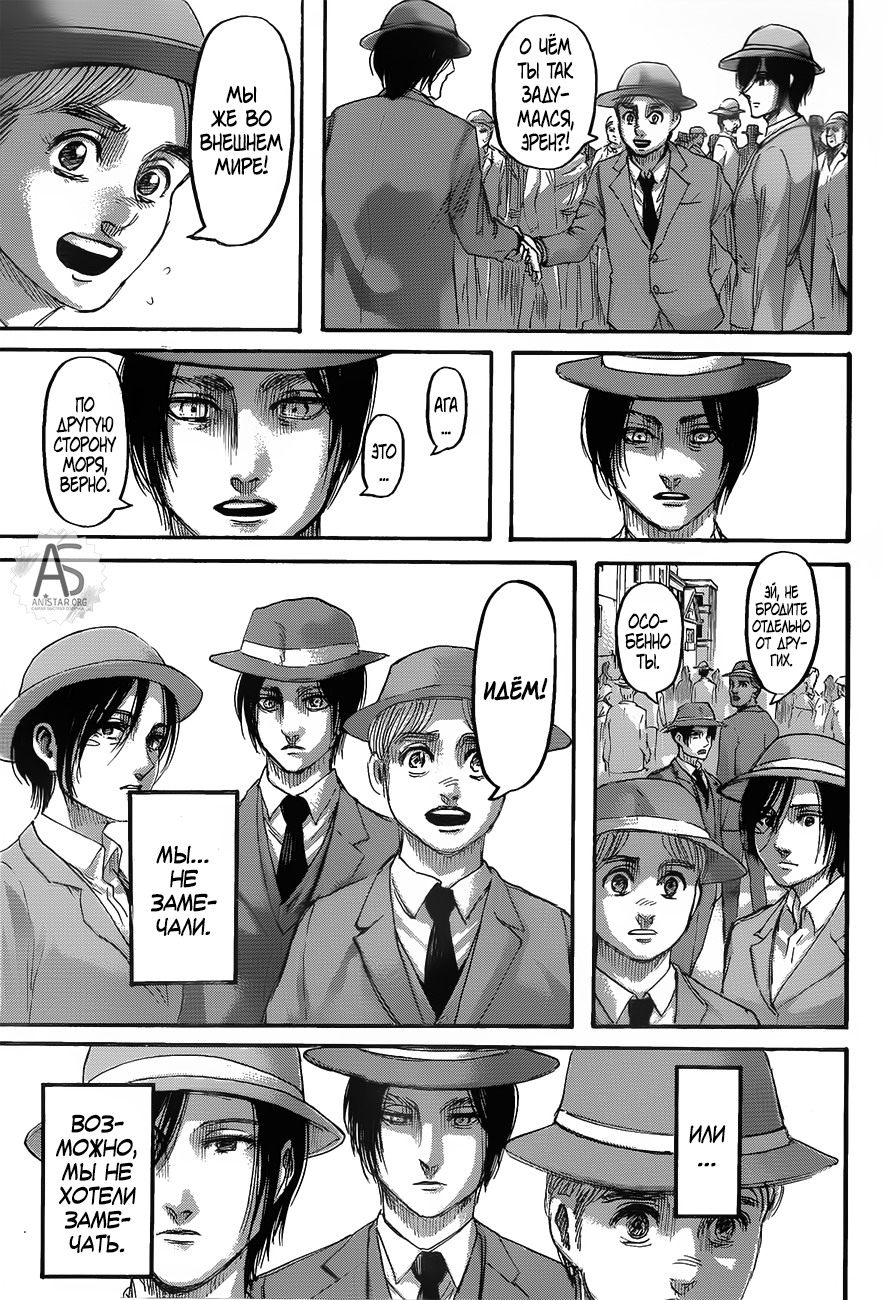 О ЧЁМ
ТЫ ТАК
ЗАДУ-
МАЛСЯ,
ЭРЕН?!
МЫ
ЖЕ ВО
ВНЕШНЕМ
МИРЕ!
АГА
...
ЭТО
...
ПО
ДРУГУЮ
СТОРОНУ
МОРЯ,
ВЕРНО.
ЭЙ, НЕ
БРОДИТЕ
ОТДЕЛЬНО
ОТ ДРУ-
ГИХ.
ОСО-
БЕННО
ТЫ.
ИДЁМ!
МЫ...
НЕ
ЗАМЕ-
ЧАЛИ.
ИЛИ
...
ВОЗ-
МОЖНО,
МЫ НЕ
ХОТЕЛИ
ЗАМЕ-
ЧАТЬ.
AS
ANISTAR.ORG